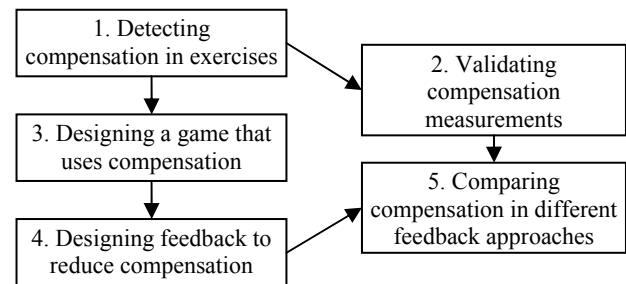 1. Detecting
compensation in exercises
2. Validating
compensation
measurements
3. Designing a game that
uses compensation
4. Designing feedback to
reduce compensation
5. Comparing
compensation in different
feedback approaches